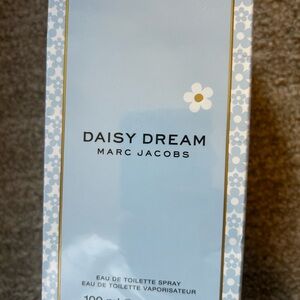 DAISY DREAM
MARC JACOBS
EAU DE TOILETTE SPRAY
EAU DE TOILETTE VAPORISATEUR